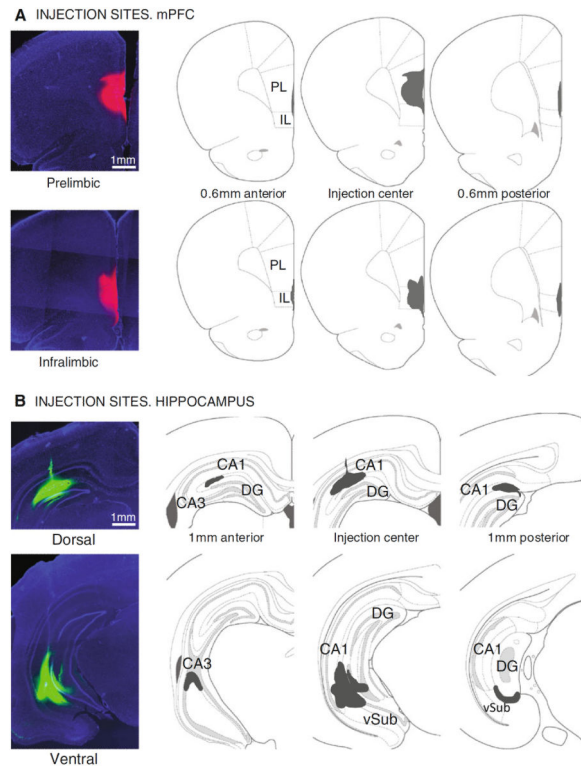 A INJECTION SITES. mPFC
PL
IL
1mm
Prelimbic
0.6mm anterior
Injection center
0.6mm posterior
PL
IL
Infralimbic
B INJECTION SITES. HIPPOCAMPUS
CA1
DG
CA3
CA1
DG
CA1
DG
1mm
Dorsal
1mm anterior
Injection center
1mm posterior
CA3
DG
CA1
vSub
CA1
DG
vSub
Ventral